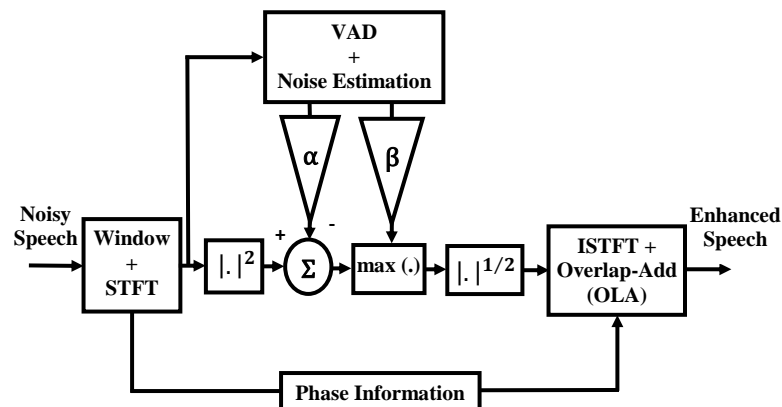 VAD
+
Noise Estimation
α
β
Noisy
Speech
Window
+
STFT
|. |²
+
-
Σ
max (.)
|. |¹/²
ISTFT +
Overlap-Add
(OLA)
Enhanced
Speech
Phase Information